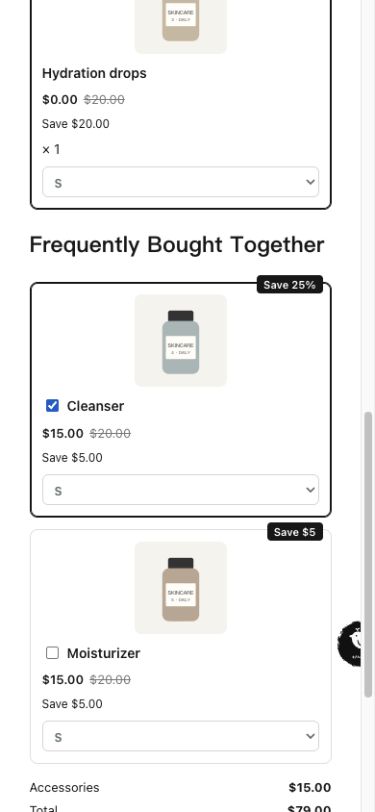 SKINCARE
Hydration drops
$0.00 $20.00
Save $20.00
× 1
S
Frequently Bought Together
Save 25%
SKINCARE
Cleanser
$15.00 $20.00
Save $5.00
S
Save $5
SKINCARE
Moisturizer
$15.00 $20.00
Save $5.00
S
Accessories $15.00
Total $79.00